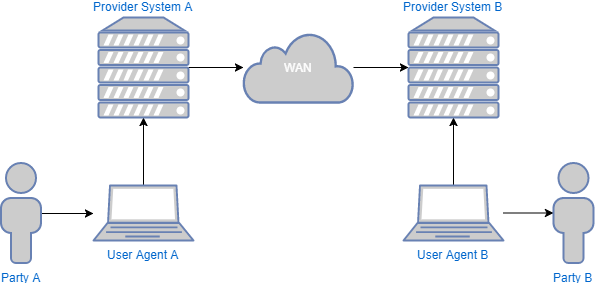 Provider System A
Provider System B
WAN
User Agent A
User Agent B
Party A
Party B